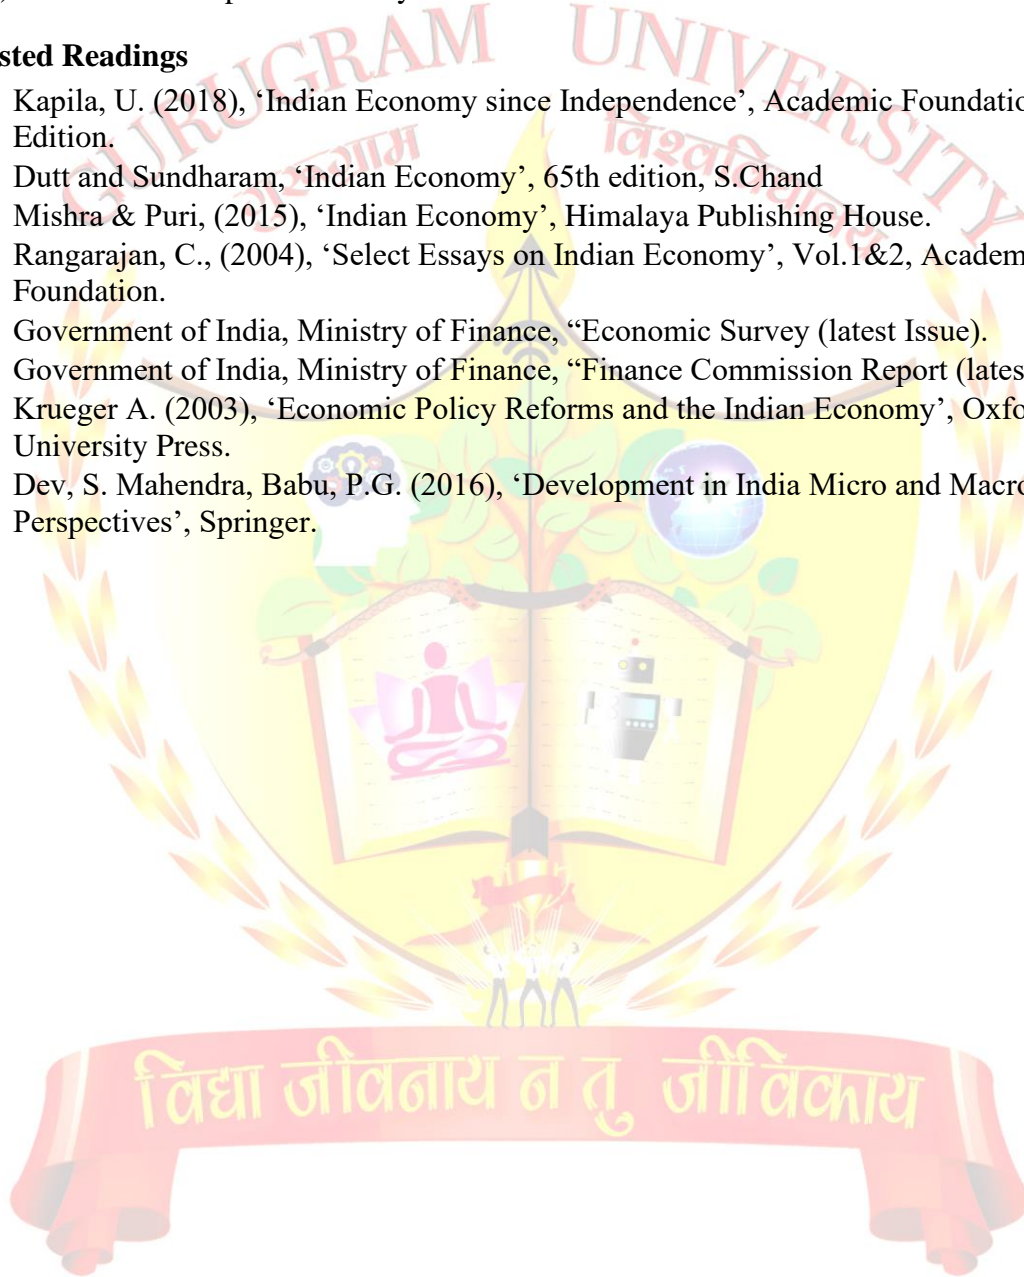 GURUGRAM UNIVERSITY
गुरुग्राम विश्वविद्यालय
sted Readings
Kapila, U. (2018), ‘Indian Economy since Independence’, Academic Foundatio
Edition.
Dutt and Sundharam, ‘Indian Economy’, 65th edition, S.Chand
Mishra & Puri, (2015), ‘Indian Economy’, Himalaya Publishing House.
Rangarajan, C., (2004), ‘Select Essays on Indian Economy’, Vol.1&2, Academ
Foundation.
Government of India, Ministry of Finance, “Economic Survey (latest Issue).
Government of India, Ministry of Finance, “Finance Commission Report (lates
Krueger A. (2003), ‘Economic Policy Reforms and the Indian Economy’, Oxfo
University Press.
Dev, S. Mahendra, Babu, P.G. (2016), ‘Development in India Micro and Macro
Perspectives’, Springer.
विद्या जीवनाय न तु जीविकाय